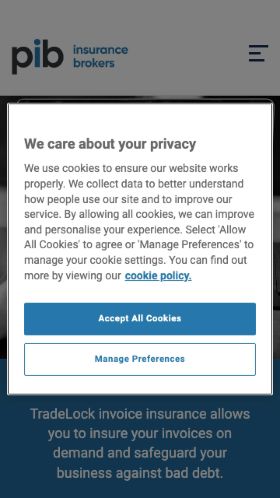 pib insurance
brokers
We care about your privacy
We use cookies to ensure our website works
properly. We collect data to better understand
how people use our site and to improve our
service. By allowing all cookies, we can improve
and personalise your experience. Select 'Allow
All Cookies' to agree or 'Manage Preferences' to
manage your cookie settings. You can find out
more by viewing our cookie policy.
Accept All Cookies
Manage Preferences
TradeLock invoice insurance allows
you to insure your invoices on
demand and safeguard your
business against bad debt.